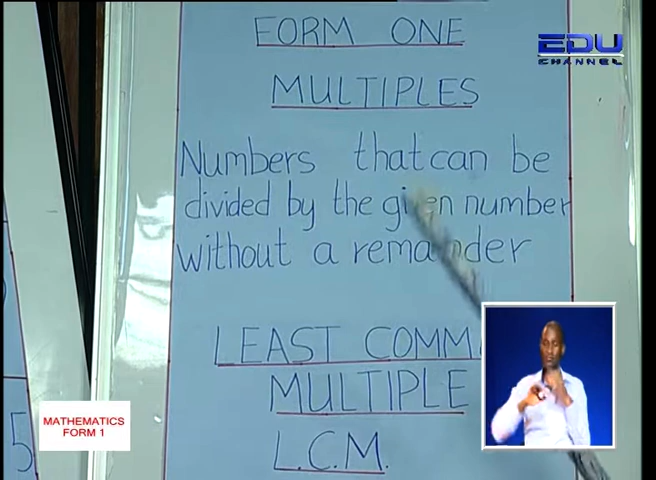 FORM ONE
EDU
CHANNEL
MULTIPLES
Numbers that can be
divided by the given number
without a remainder
LEAST COMM
MULTIPLE
L.C.M.
MATHEMATICS
FORM 1
5